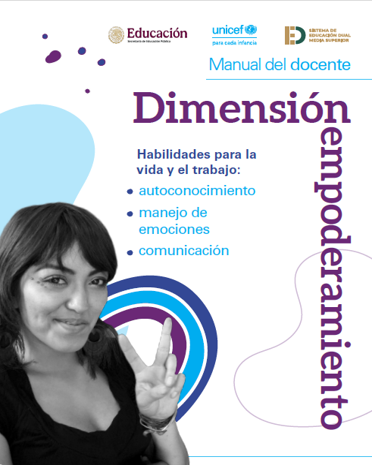 Educación
Secretaría de Educación Pública
unicef
para cada infancia
SISTEMA DE
EDUCACIÓN DUAL
MEDIA SUPERIOR
Manual del docente
Dimensión
empoderamiento
Habilidades para la
vida y el trabajo:
autoconocimiento
manejo de
emociones
comunicación